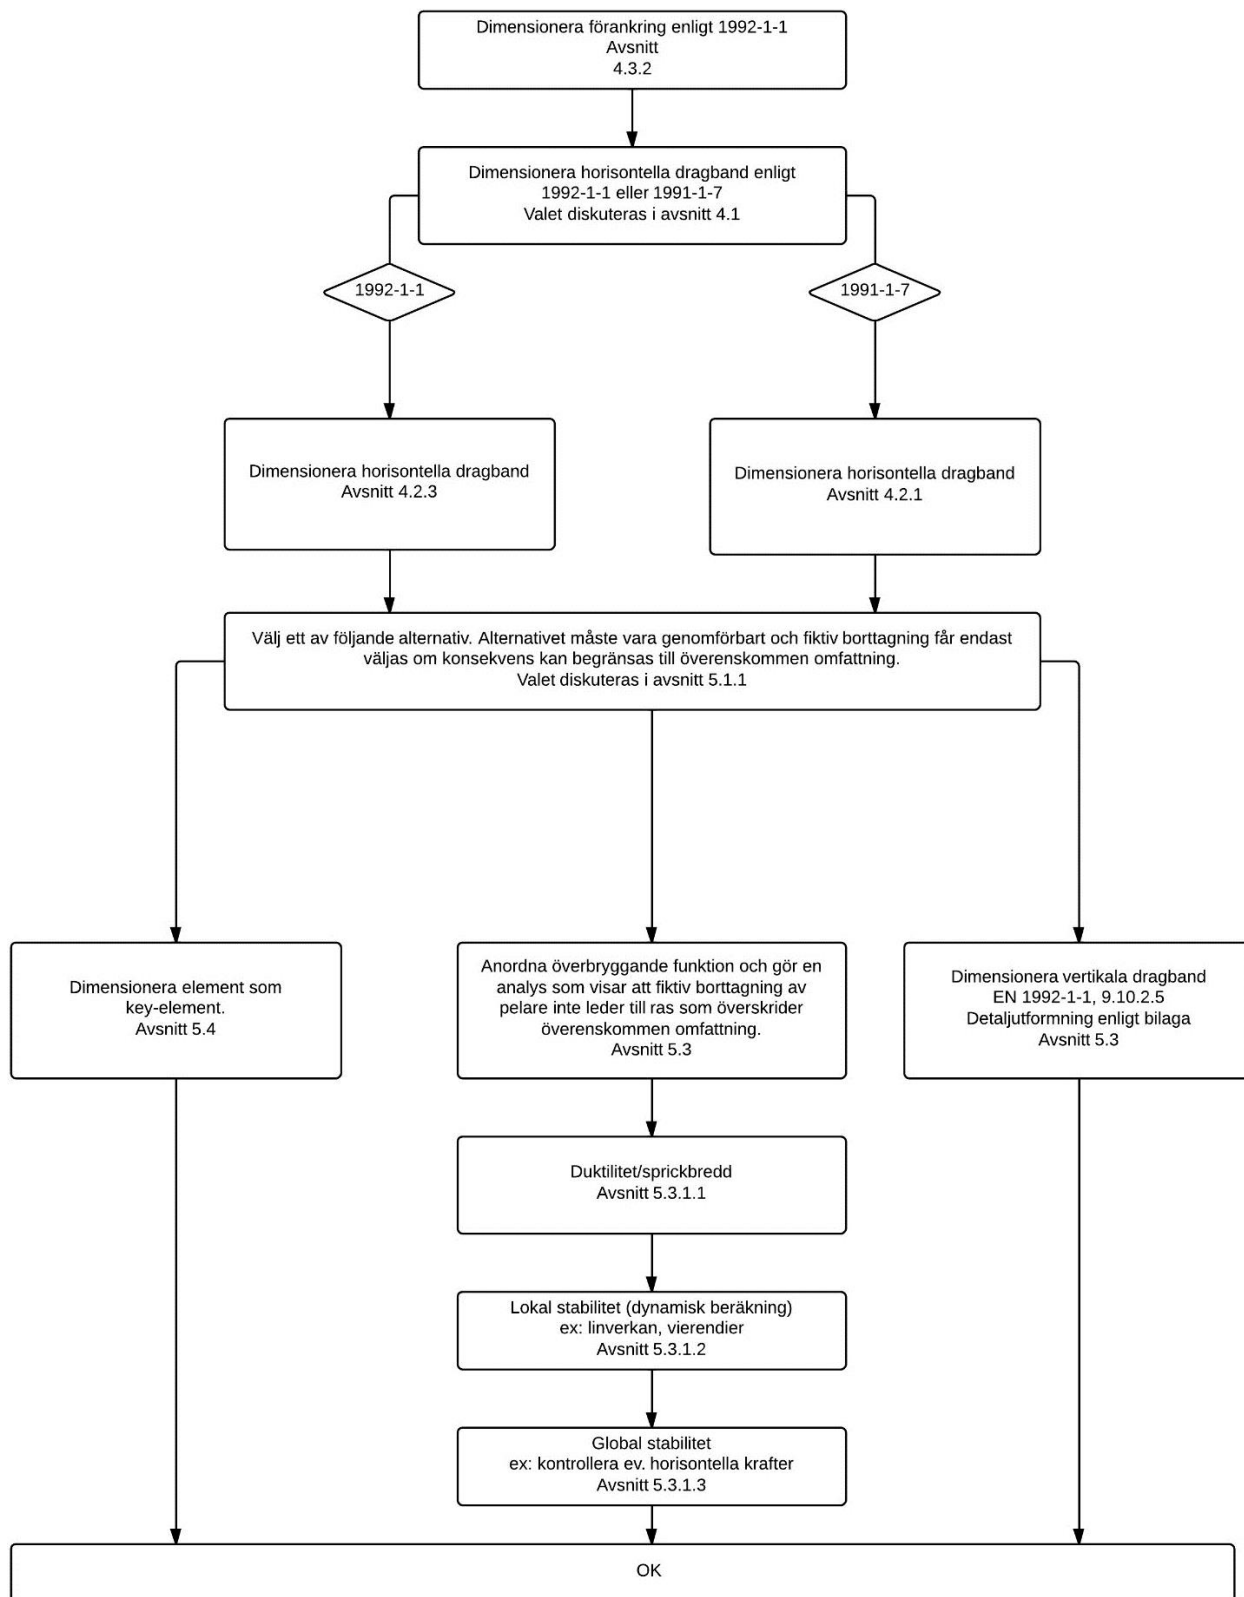 Dimensionera förankring enligt 1992-1-1
Avsnitt
4.3.2
Dimensionera horisontella dragband enligt
1992-1-1 eller 1991-1-7
Valet diskuteras i avsnitt 4.1
1992-1-1
1991-1-7
Dimensionera horisontella dragband
Avsnitt 4.2.3
Dimensionera horisontella dragband
Avsnitt 4.2.1
Välj ett av följande alternativ. Alternativet måste vara genomförbart och fiktiv borttagning får endast
väljas om konsekvens kan begränsas till överenskommen omfattning.
Valet diskuteras i avsnitt 5.1.1
Dimensionera element som
key-element.
Avsnitt 5.4
Anordna överbryggande funktion och gör en
analys som visar att fiktiv borttagning av
pelare inte leder till ras som överskrider
överenskommen omfattning.
Avsnitt 5.3
Dimensionera vertikala dragband
EN 1992-1-1, 9.10.2.5
Detaljutformning enligt bilaga
Avsnitt 5.3
Duktilitet/sprickbredd
Avsnitt 5.3.1.1
Lokal stabilitet (dynamisk beräkning)
ex: linverkan, vierendier
Avsnitt 5.3.1.2
Global stabilitet
ex: kontrollera ev. horisontella krafter
Avsnitt 5.3.1.3
OK